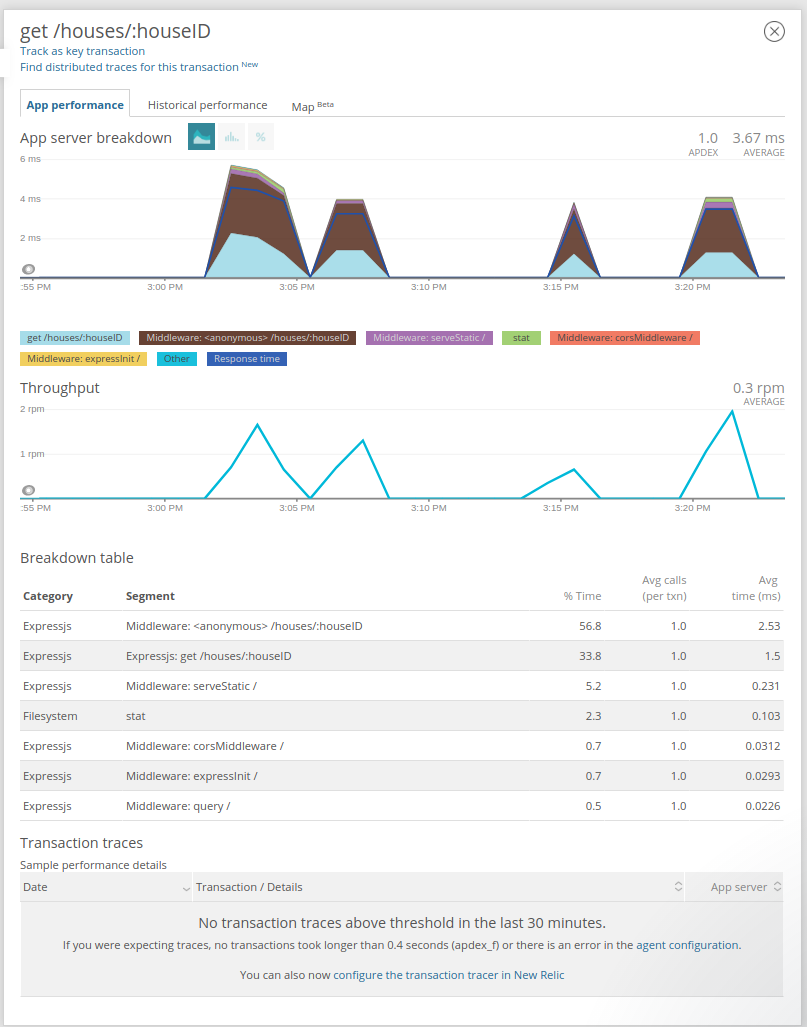 get /houses/:houseID
Track as key transaction
Find distributed traces for this transaction New
App performance Historical performance Map Beta
App server breakdown % 1.0 3.67 ms
APDEX AVERAGE
6 ms
4 ms
2 ms
:55 PM 3:00 PM 3:05 PM 3:10 PM 3:15 PM 3:20 PM
get /houses/:houseID Middleware: <anonymous> /houses/:houseID Middleware: serveStatic / stat Middleware: corsMiddleware /
Middleware: expressInit / Other Response time
Throughput 0.3 rpm
AVERAGE
2 rpm
1 rpm
:55 PM 3:00 PM 3:05 PM 3:10 PM 3:15 PM 3:20 PM
Breakdown table
Category Segment % Time Avg calls (per txn) Avg time (ms)
Expressjs Middleware: <anonymous> /houses/:houseID 56.8 1.0 2.53
Expressjs Expressjs: get /houses/:houseID 33.8 1.0 1.5
Expressjs Middleware: serveStatic / 5.2 1.0 0.231
Filesystem stat 2.3 1.0 0.103
Expressjs Middleware: corsMiddleware / 0.7 1.0 0.0312
Expressjs Middleware: expressInit / 0.7 1.0 0.0293
Expressjs Middleware: query / 0.5 1.0 0.0226
Transaction traces
Sample performance details
Date Transaction / Details App server
No transaction traces above threshold in the last 30 minutes.
If you were expecting traces, no transactions took longer than 0.4 seconds (apdex_f) or there is an error in the agent configuration.
You can also now configure the transaction tracer in New Relic